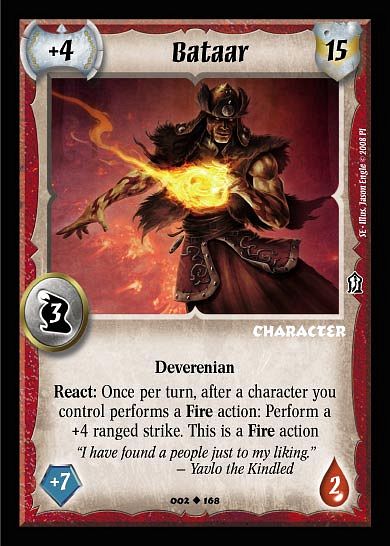 +4
Bataar
15
SE - Illus. Jason Engle © 2008 PI
3
CHARACTER
Deverenian
React: Once per turn, after a character you
control performs a Fire action: Perform a
+4 ranged strike. This is a Fire action
“I have found a people just to my liking.”
– Yavlo the Kindled
+7
002 ◆ 168
2